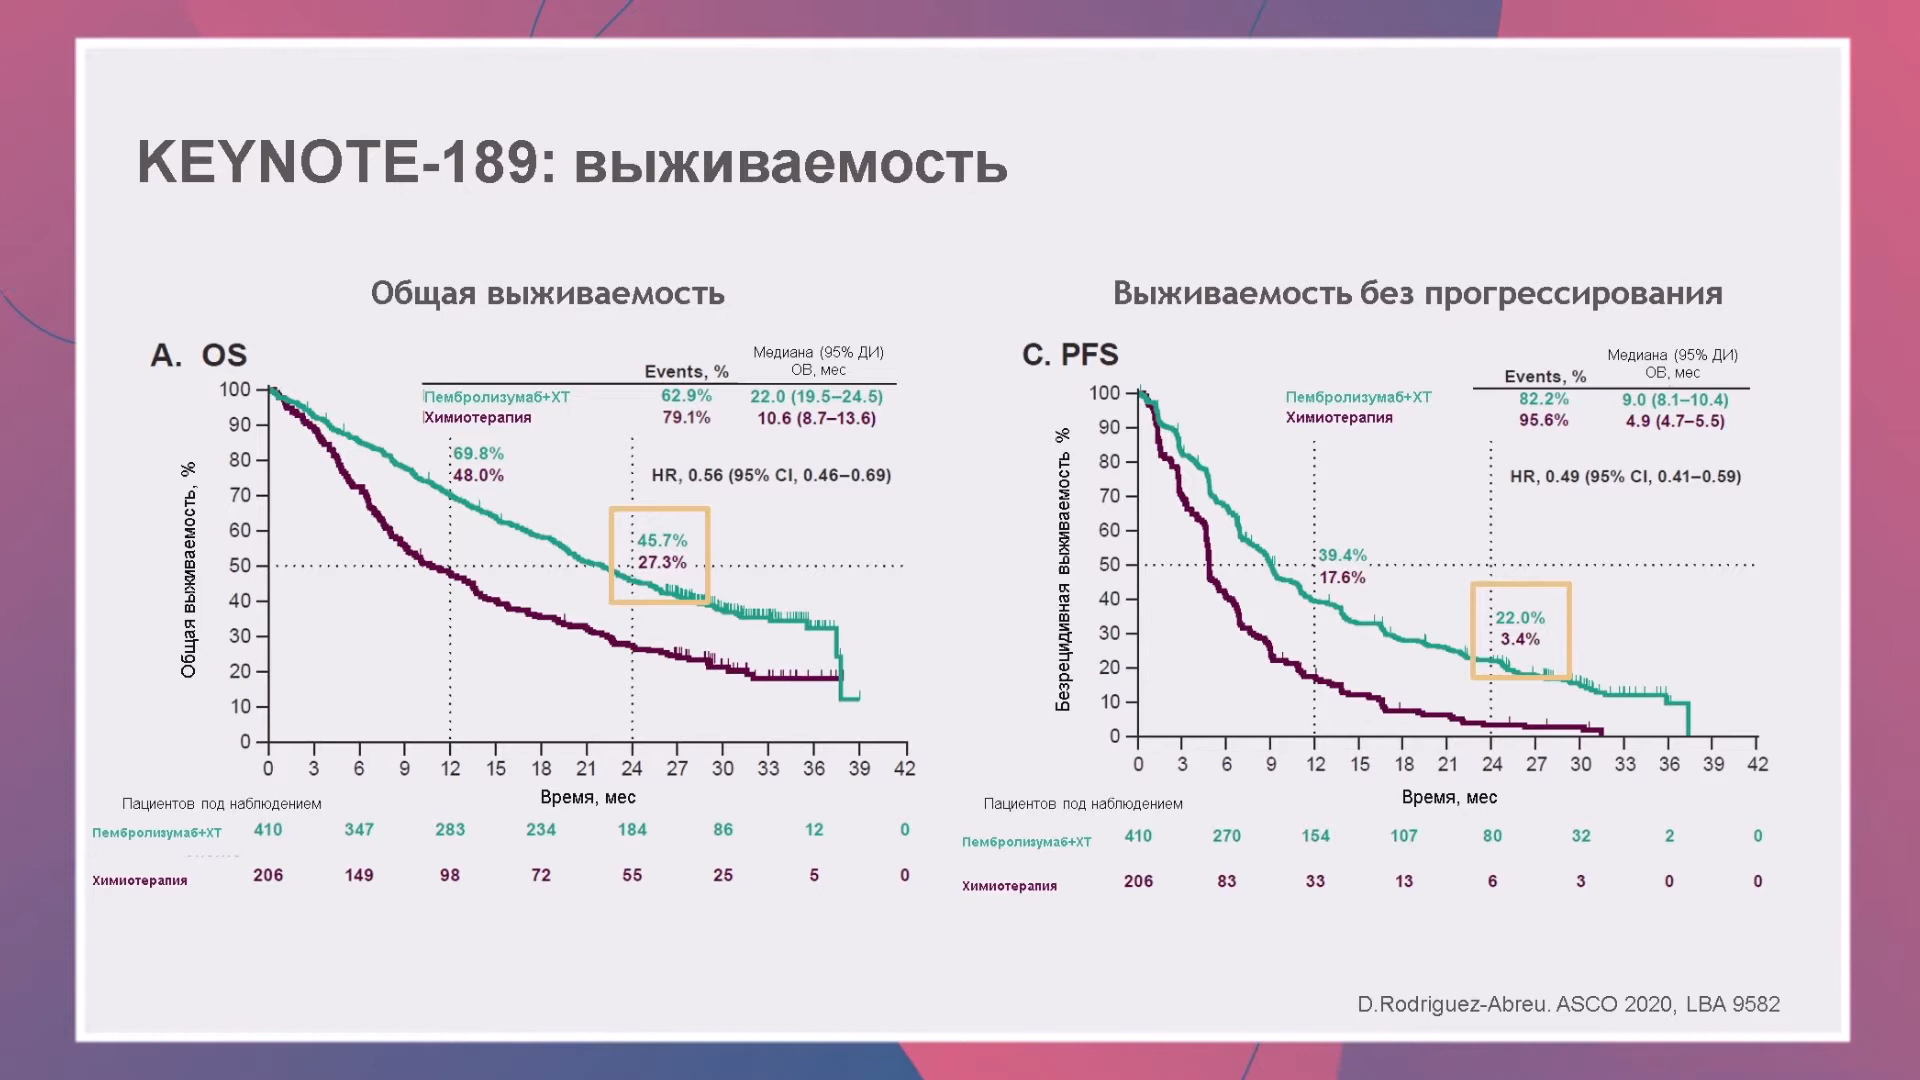 KEYNOTE-189: выживаемость
Общая выживаемость
A. OS
Events, %
Медиана (95% ДИ)
ОВ, мес
Пембролизумаб+ХТ 62.9% 22.0 (19.5–24.5)
Химиотерапия 79.1% 10.6 (8.7–13.6)
69.8%
48.0%
HR, 0.56 (95% CI, 0.46–0.69)
45.7%
27.3%
Общая выживаемость, %
100
90
80
70
60
50
40
30
20
10
0
0 3 6 9 12 15 18 21 24 27 30 33 36 39 42
Время, мес
Пациентов под наблюдением
Пембролизумаб+ХТ 410 347 283 234 184 86 12 0
Химиотерапия 206 149 98 72 55 25 5 0
Выживаемость без прогрессирования
C. PFS
Events, %
Медиана (95% ДИ)
ОВ, мес
Пембролизумаб+ХТ 82.2% 9.0 (8.1–10.4)
Химиотерапия 95.6% 4.9 (4.7–5.5)
HR, 0.49 (95% CI, 0.41–0.59)
39.4%
17.6%
22.0%
3.4%
Безрецидивная выживаемость %
100
90
80
70
60
50
40
30
20
10
0
0 3 6 9 12 15 18 21 24 27 30 33 36 39 42
Время, мес
Пациентов под наблюдением
Пембролизумаб+ХТ 410 270 154 107 80 32 2 0
Химиотерапия 206 83 33 13 6 3 0 0
D.Rodriguez-Abreu. ASCO 2020, LBA 9582